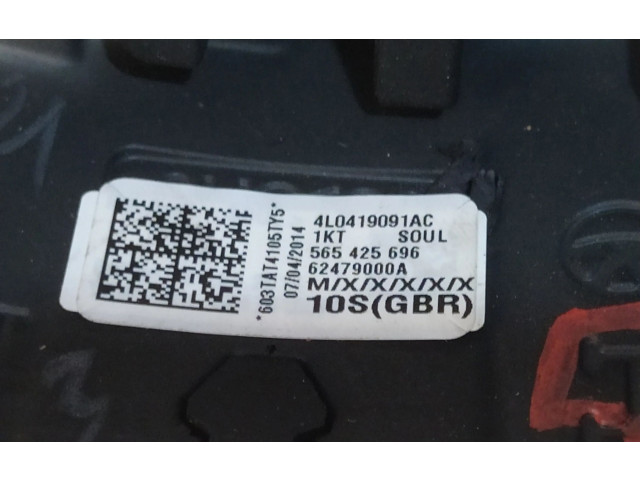 *603TAT4105TY5*
07/04/2014
4L0419091AC
1KT SOUL
565 425 696
62479000A
M/X/X/X/X/X
10S(GBR)